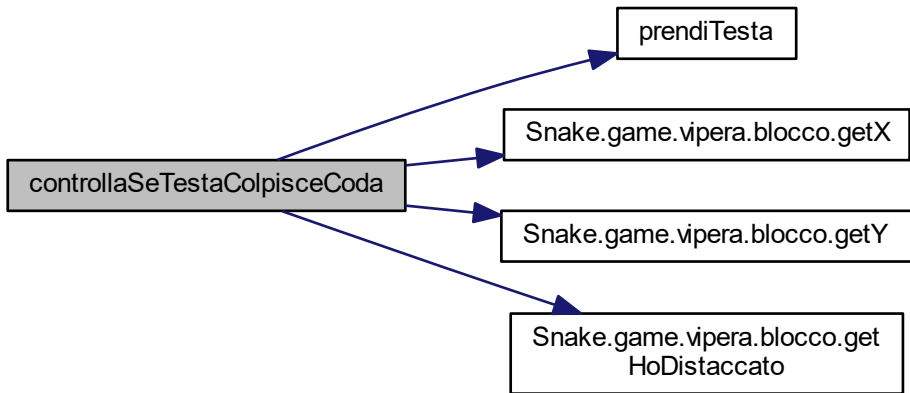 prendiTesta
Snake.game.vipera.blocco.getX
controllaSeTestaColpisceCoda
Snake.game.vipera.blocco.getY
Snake.game.vipera.blocco.get
HoDistaccato